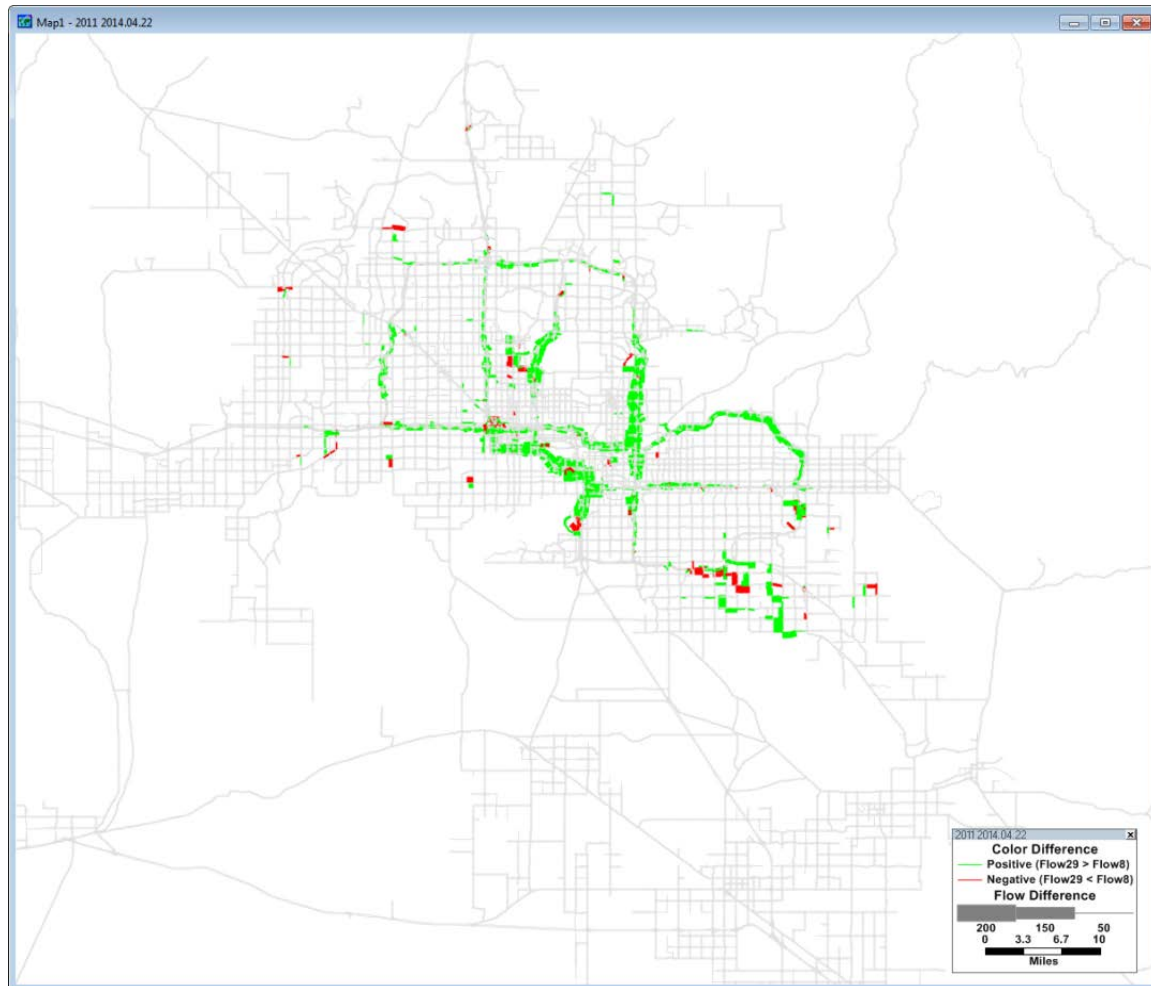 Map1 - 2011 2014.04.22
2011 2014.04.22
Color Difference
Positive (Flow29 > Flow8)
Negative (Flow29 < Flow8)
Flow Difference
200 150 50
0 3.3 6.7 10
Miles